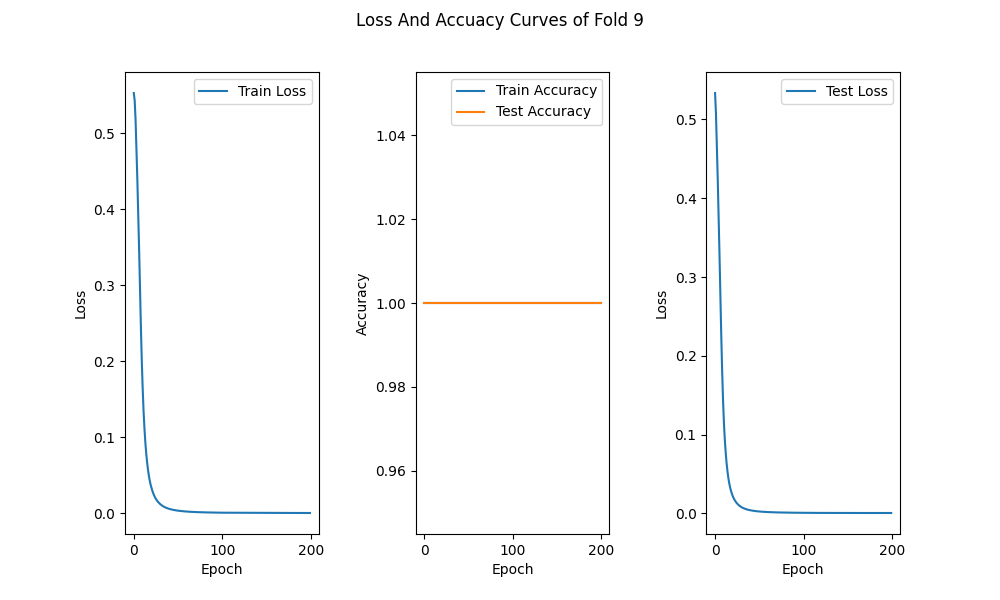 Loss And Accuacy Curves of Fold 9
Train Loss
0.5
0.4
0.3
0.2
0.1
0.0
Loss
0 100 200
Epoch
Train Accuracy
Test Accuracy
1.04
1.02
1.00
0.98
0.96
Accuracy
0 100 200
Epoch
Test Loss
0.5
0.4
0.3
0.2
0.1
0.0
Loss
0 100 200
Epoch